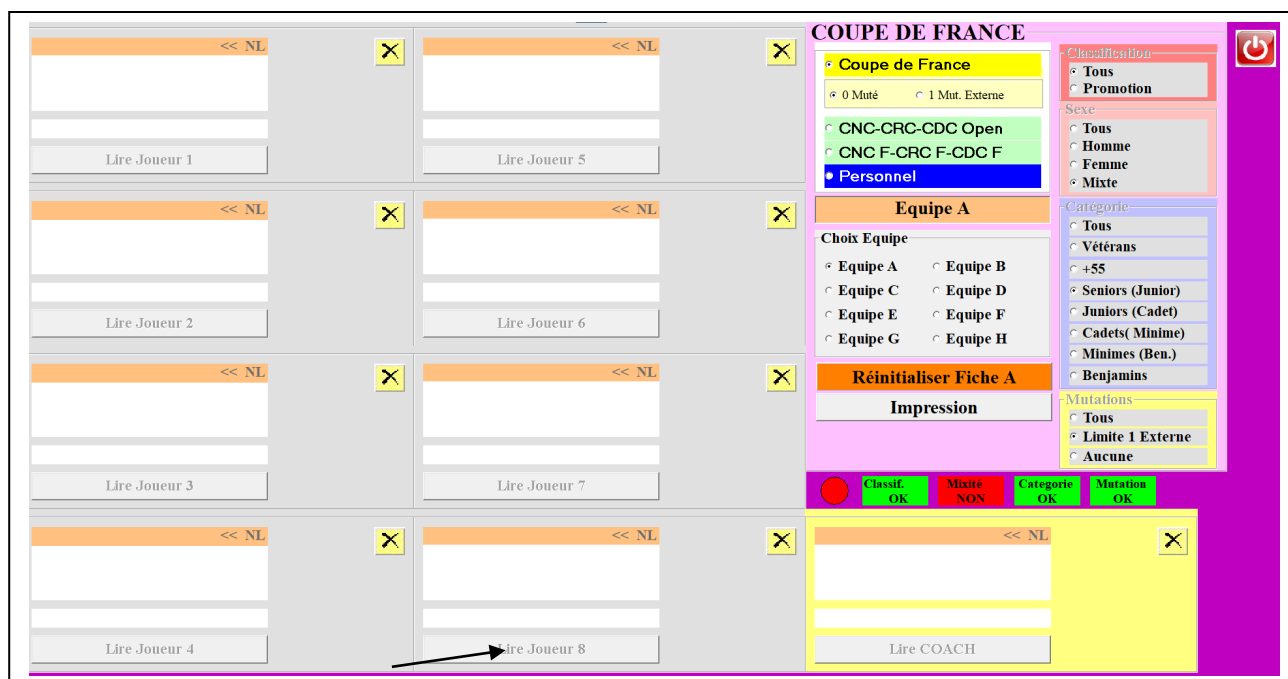 << NL
Lire Joueur 1
<< NL
Lire Joueur 5
<< NL
Lire Joueur 2
<< NL
Lire Joueur 6
<< NL
Lire Joueur 3
<< NL
Lire Joueur 7
<< NL
Lire Joueur 4
<< NL
Lire Joueur 8
COUPE DE FRANCE
Coupe de France
0 Muté 1 Mut. Externe
CNC-CRC-CDC Open
CNC F-CRC F-CDC F
Personnel
Equipe A
Choix Equipe
Equipe A Equipe B
Equipe C Equipe D
Equipe E Equipe F
Equipe G Equipe H
Réinitialiser Fiche A
Impression
Classification
Tous
Promotion
Sexe
Tous
Homme
Femme
Mixte
Catégorie
Tous
Vétérans
+55
Seniors (Junior)
Juniors (Cadet)
Cadets( Minime)
Minimes (Ben.)
Benjamins
Mutations
Tous
Limite 1 Externe
Aucune
Classif.
OK
Mixité
NON
Categorie
OK
Mutation
OK
<< NL
Lire COACH